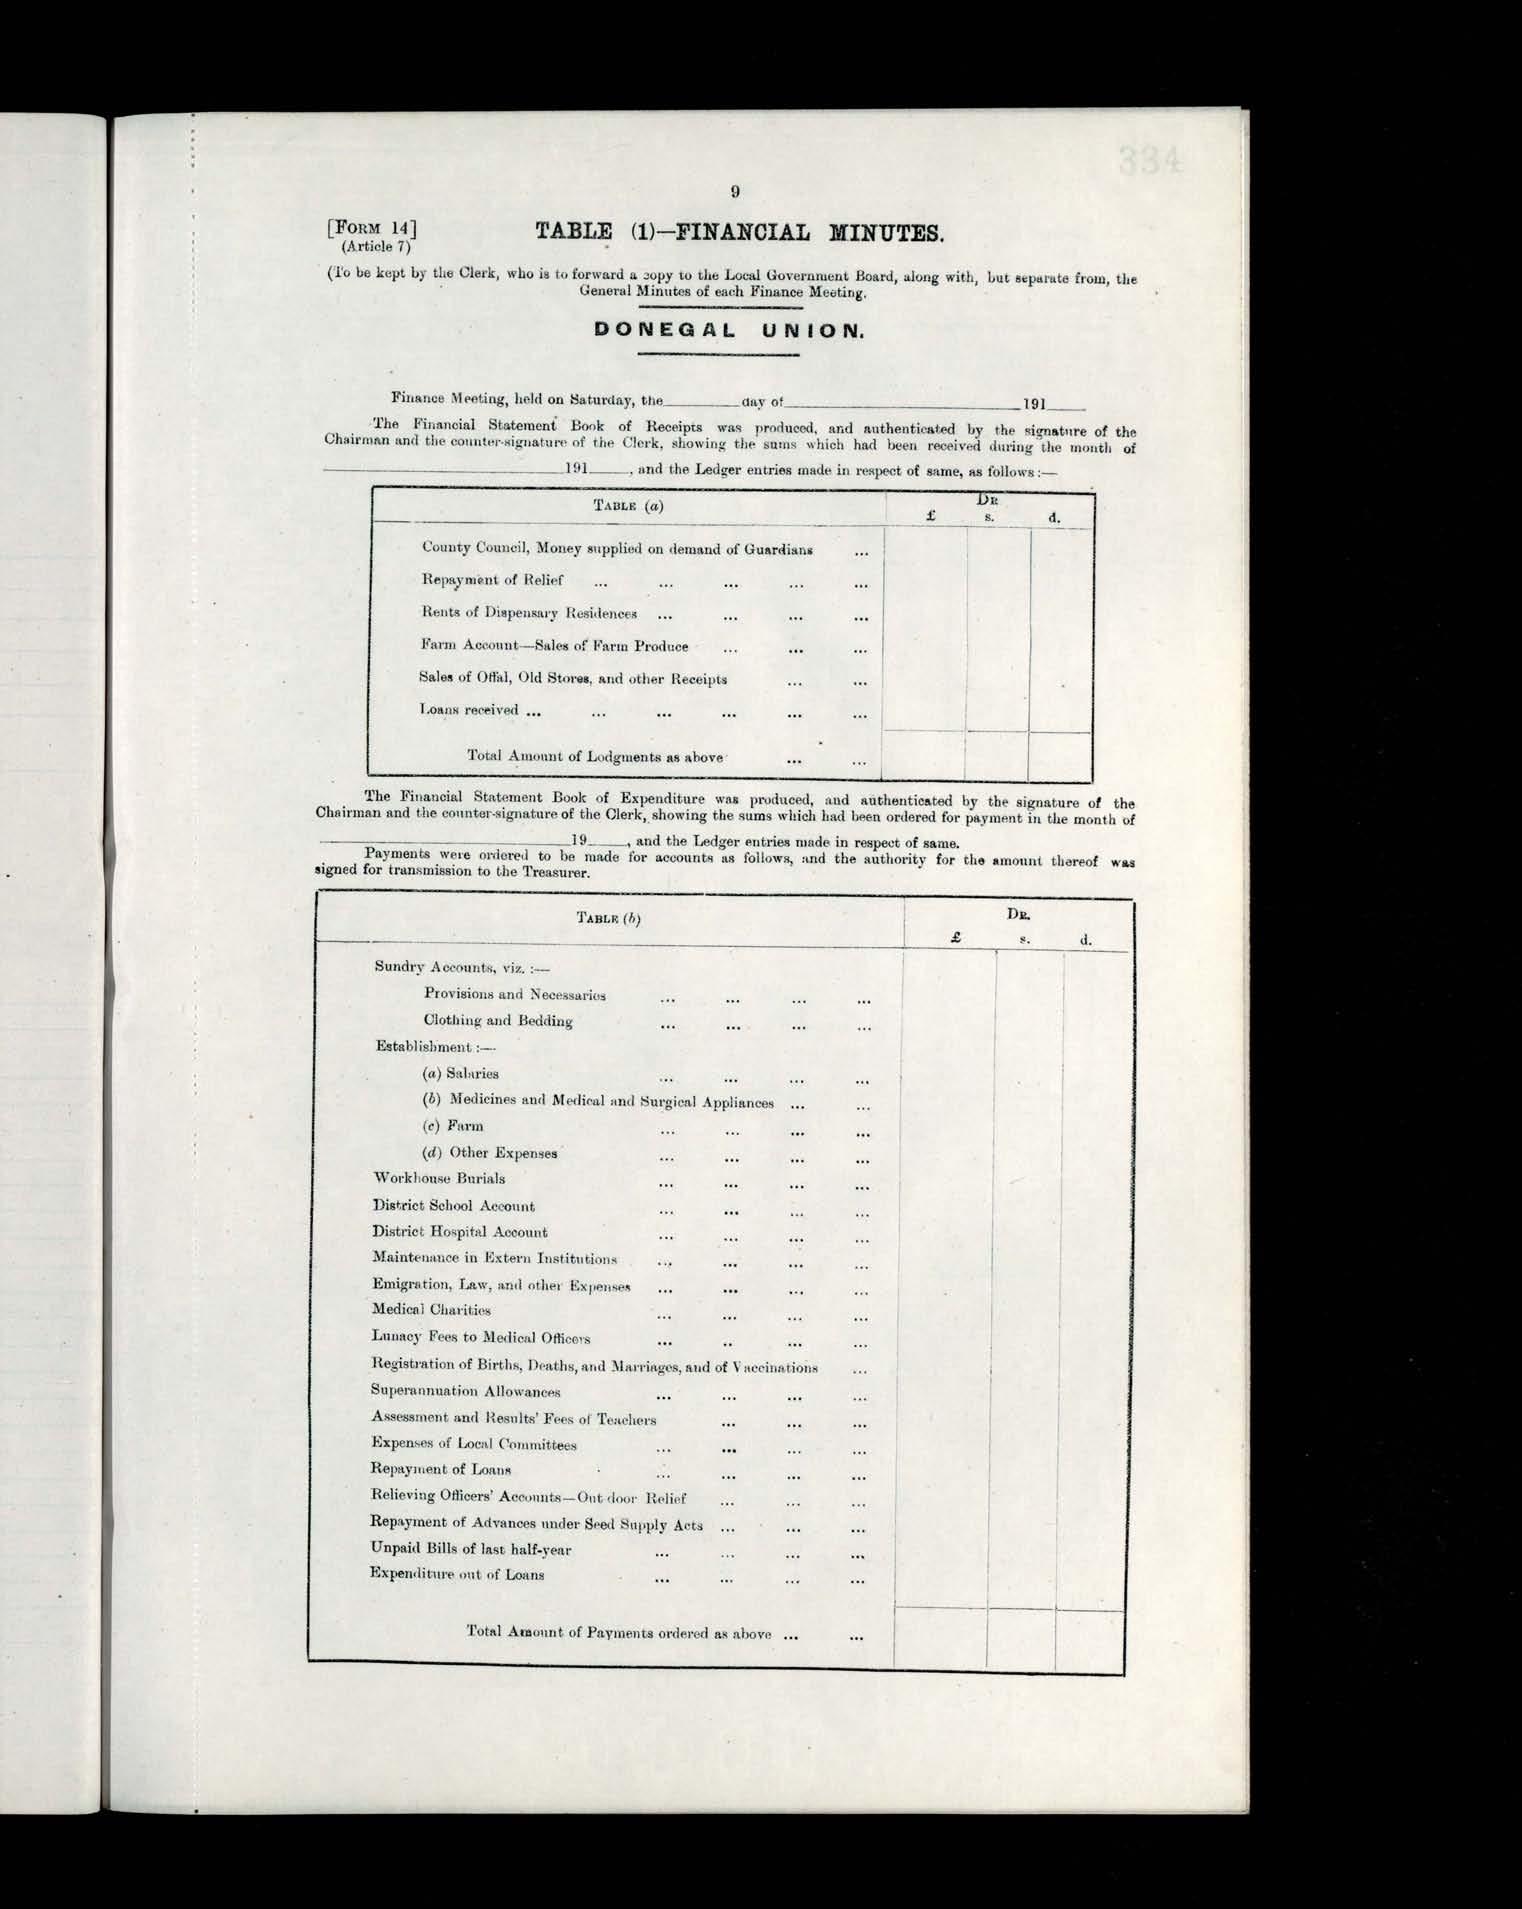 334
9
[FORM 14]
(Article 7)
TABLE (1)—FINANCIAL MINUTES.
(To be kept by the Clerk, who is to forward a copy to the Local Government Board, along with, but separate from, the
General Minutes of each Finance Meeting.
DONEGAL UNION.
Finance Meeting, held on Saturday, the________day of________________________191____
The Financial Statement Book of Receipts was produced, and authenticated by the signature of the
Chairman and the counter-signature of the Clerk, showing the sums which had been received during the month of
________________________191____, and the Ledger entries made in respect of same, as follows:—
TABLE (a) DR
£ s. d.
County Council, Money supplied on demand of Guardians ...
Repayment of Relief ... ... ... ... ...
Rents of Dispensary Residences ... ... ... ...
Farm Account—Sales of Farm Produce ... ... ...
Sales of Offal, Old Stores, and other Receipts ... ...
Loans received ... ... ... ... ... ...
Total Amount of Lodgments as above ... ...
The Financial Statement Book of Expenditure was produced, and authenticated by the signature of the
Chairman and the counter-signature of the Clerk, showing the sums which had been ordered for payment in the month of
________________________19____, and the Ledger entries made in respect of same.
Payments were ordered to be made for accounts as follows, and the authority for the amount thereof was
signed for transmission to the Treasurer.
TABLE (b) DR.
£ s. d.
Sundry Accounts, viz. :—
Provisions and Necessaries ... ... ... ...
Clothing and Bedding ... ... ... ...
Establishment :—
(a) Salaries ... ... ... ...
(b) Medicines and Medical and Surgical Appliances ... ...
(c) Farm ... ... ... ...
(d) Other Expenses ... ... ... ...
Workhouse Burials ... ... ... ...
District School Account ... ... ... ...
District Hospital Account ... ... ... ...
Maintenance in Extern Institutions ... ... ... ...
Emigration, Law, and other Expenses ... ... ... ...
Medical Charities ... ... ... ...
Lunacy Fees to Medical Officers ... .. ... ...
Registration of Births, Deaths, and Marriages, and of Vaccinations ...
Superannuation Allowances ... ... ... ...
Assessment and Results' Fees of Teachers ... ... ...
Expenses of Local Committees ... ... ... ...
Repayment of Loans ... ... ... ...
Relieving Officers' Accounts—Out-door Relief ... ... ...
Repayment of Advances under Seed Supply Acts ... ... ...
Unpaid Bills of last half-year ... ... ... ...
Expenditure out of Loans ... ... ... ...
Total Amount of Payments ordered as above ... ...